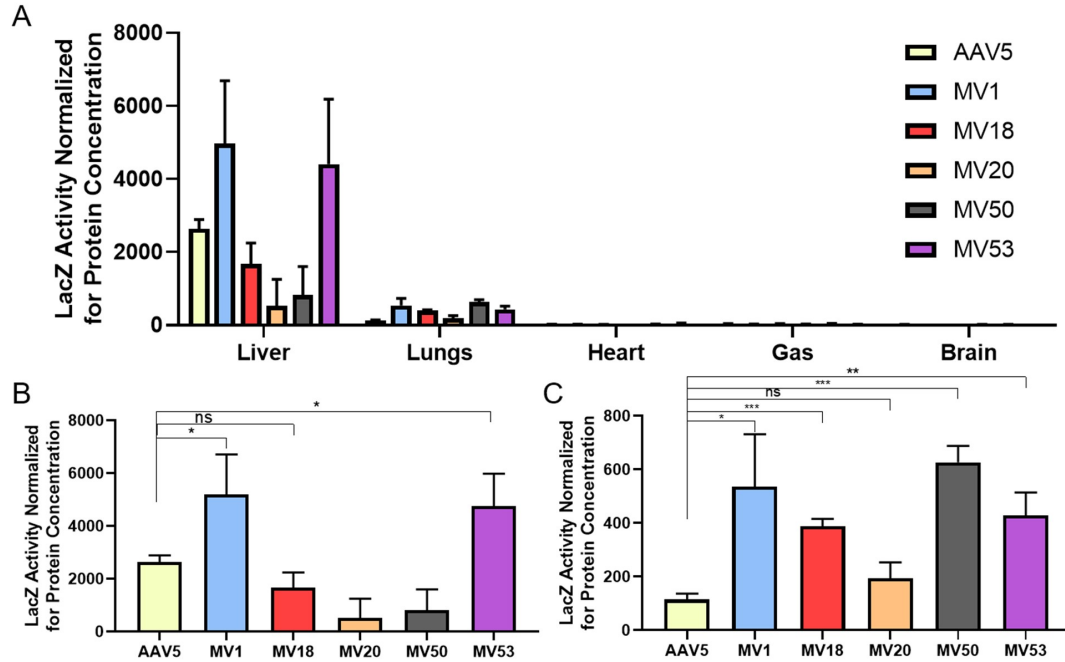 A
LacZ Activity Normalized
for Protein Concentration
8000
6000
4000
2000
0
Liver Lungs Heart Gas Brain
AAV5
MV1
MV18
MV20
MV50
MV53
B
LacZ Activity Normalized
for Protein Concentration
8000
6000
4000
2000
0
*
ns
*
AAV5 MV1 MV18 MV20 MV50 MV53
C
LacZ Activity Normalized
for Protein Concentration
800
600
400
200
0
**
***
ns
***
*
AAV5 MV1 MV18 MV20 MV50 MV53